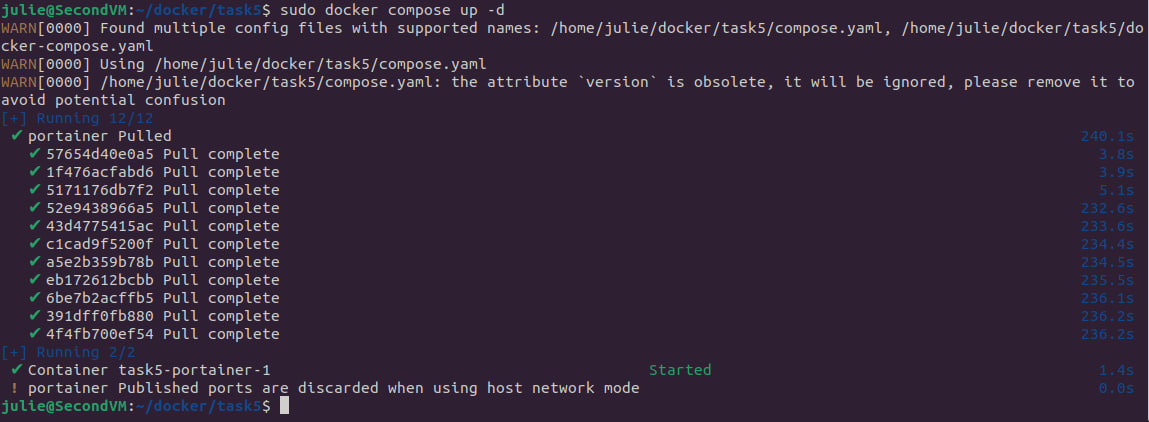 julie@SecondVM:~/docker/task5$ sudo docker compose up -d
WARN[0000] Found multiple config files with supported names: /home/julie/docker/task5/compose.yaml, /home/julie/docker/task5/do
cker-compose.yaml
WARN[0000] Using /home/julie/docker/task5/compose.yaml
WARN[0000] /home/julie/docker/task5/compose.yaml: the attribute `version` is obsolete, it will be ignored, please remove it to
avoid potential confusion
[+] Running 12/12
✔ portainer Pulled 240.1s
✔ 57654d40e0a5 Pull complete 3.8s
✔ 1f476acfabd6 Pull complete 3.9s
✔ 5171176db7f2 Pull complete 5.1s
✔ 52e9438966a5 Pull complete 232.6s
✔ 43d4775415ac Pull complete 233.6s
✔ c1cad9f5200f Pull complete 234.4s
✔ a5e2b359b78b Pull complete 234.5s
✔ eb172612bcbb Pull complete 235.5s
✔ 6be7b2acffb5 Pull complete 236.1s
✔ 391dff0fb880 Pull complete 236.2s
✔ 4f4fb700ef54 Pull complete 236.2s
[+] Running 2/2
✔ Container task5-portainer-1 Started 1.4s
! portainer Published ports are discarded when using host network mode 0.0s
julie@SecondVM:~/docker/task5$